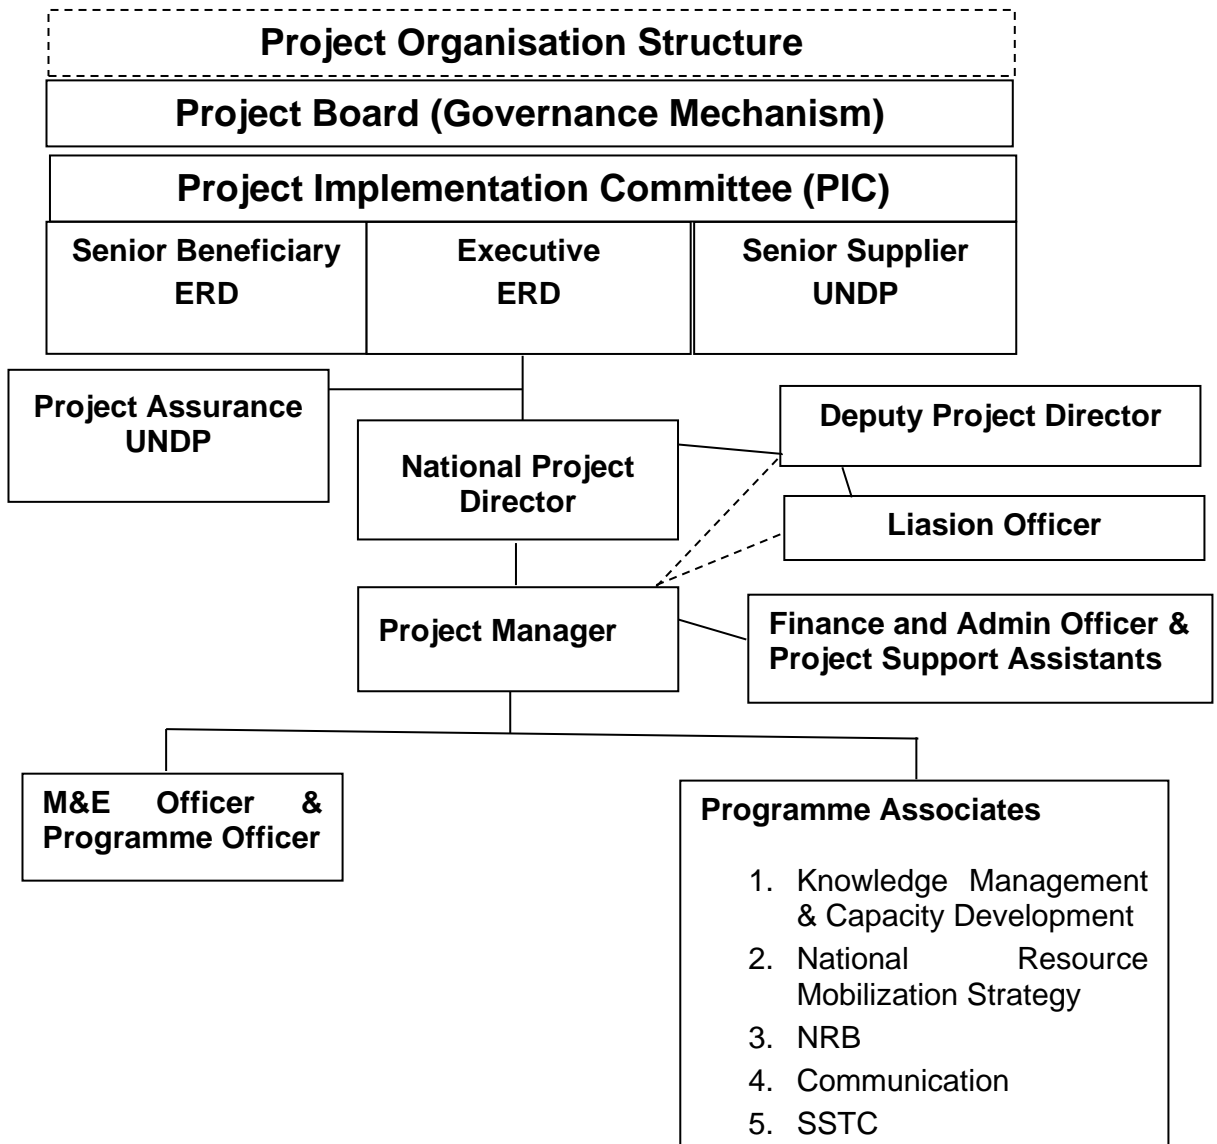 Project Organisation Structure
Project Board (Governance Mechanism)
Project Implementation Committee (PIC)
Senior Beneficiary
ERD
Executive
ERD
Senior Supplier
UNDP
Project Assurance
UNDP
Deputy Project Director
National Project
Director
Liasion Officer
Project Manager
Finance and Admin Officer &
Project Support Assistants
M&E Officer &
Programme Officer
Programme Associates
1. Knowledge Management
& Capacity Development
2. National Resource
Mobilization Strategy
3. NRB
4. Communication
5. SSTC